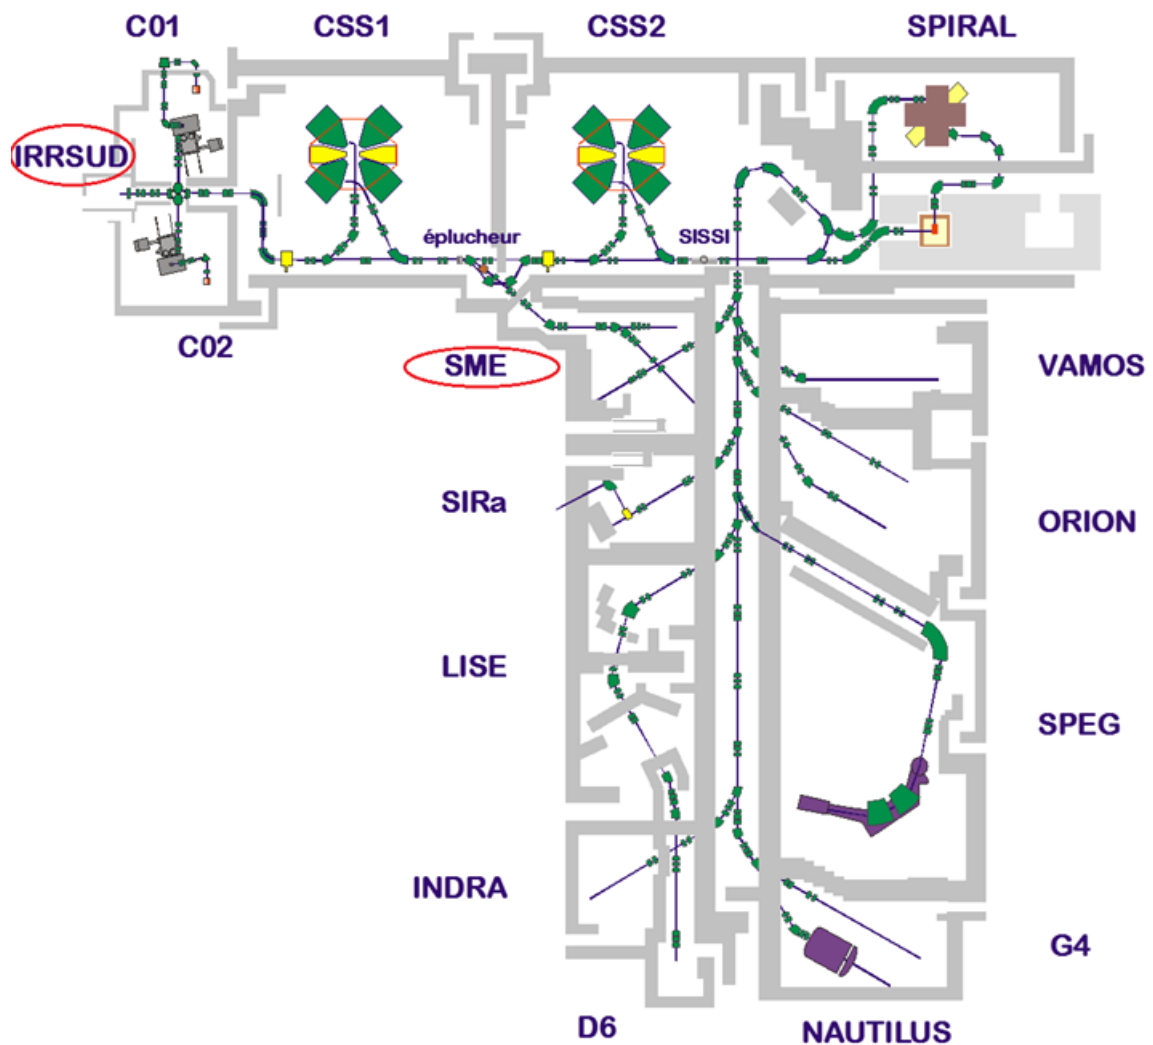 C01
CSS1
CSS2
SPIRAL
IRRSUD
éplucheur
SISSI
C02
SME
VAMOS
SIRa
ORION
LISE
SPEG
INDRA
G4
D6
NAUTILUS